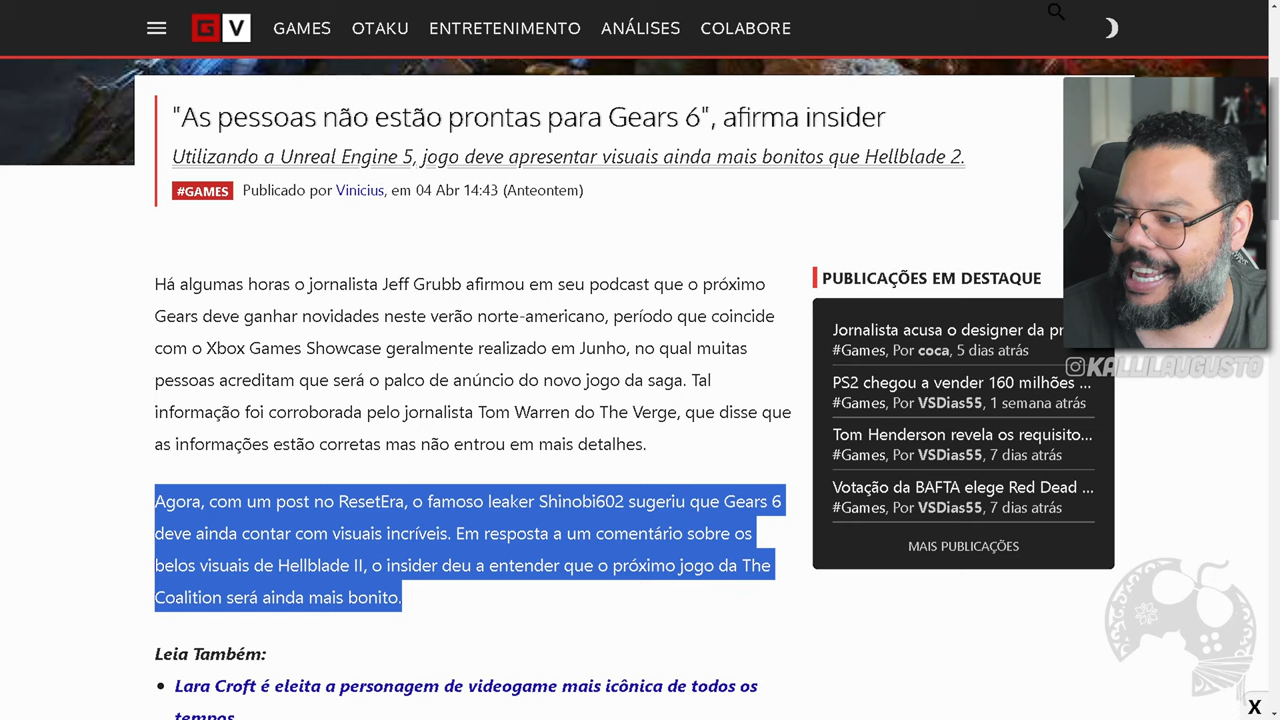 G V GAMES OTAKU ENTRETENIMENTO ANÁLISES COLABORE
"As pessoas não estão prontas para Gears 6", afirma insider
Utilizando a Unreal Engine 5, jogo deve apresentar visuais ainda mais bonitos que Hellblade 2.
#GAMES Publicado por Vinicius, em 04 Abr 14:43 (Anteontem)
Há algumas horas o jornalista Jeff Grubb afirmou em seu podcast que o próximo
Gears deve ganhar novidades neste verão norte-americano, período que coincide
com o Xbox Games Showcase geralmente realizado em Junho, no qual muitas
pessoas acreditam que será o palco de anúncio do novo jogo da saga. Tal
informação foi corroborada pelo jornalista Tom Warren do The Verge, que disse que
as informações estão corretas mas não entrou em mais detalhes.
Agora, com um post no ResetEra, o famoso leaker Shinobi602 sugeriu que Gears 6
deve ainda contar com visuais incríveis. Em resposta a um comentário sobre os
belos visuais de Hellblade II, o insider deu a entender que o próximo jogo da The
Coalition será ainda mais bonito.
Leia Também:
• Lara Croft é eleita a personagem de videogame mais icônica de todos os
tempos
PUBLICAÇÕES EM DESTAQUE
Jornalista acusa o designer da pr
#Games, Por coca, 5 dias atrás
PS2 chegou a vender 160 milhões ...
#Games, Por VSDias55, 1 semana atrás
Tom Henderson revela os requisito...
#Games, Por VSDias55, 7 dias atrás
Votação da BAFTA elege Red Dead ...
#Games, Por VSDias55, 7 dias atrás
MAIS PUBLICAÇÕES
@KALLILAUGUSTO
X